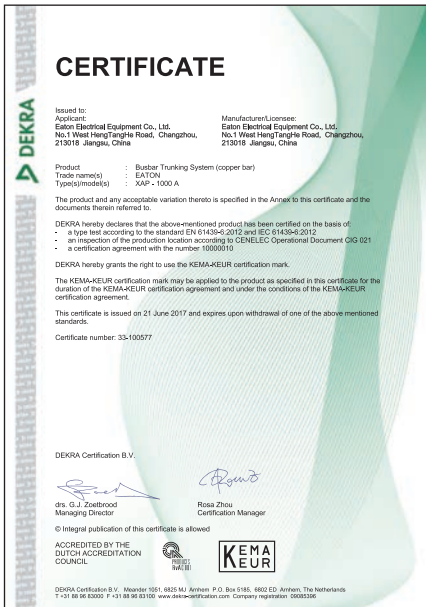 DEKRA
CERTIFICATE
Issued to:
Applicant:
Eaton Electrical Equipment Co., Ltd.
No.1 West HengTangHe Road, Changzhou,
213018 Jiangsu, China
Manufacturer/Licensee:
Eaton Electrical Equipment Co., Ltd.
No.1 West HengTangHe Road, Changzhou,
213018 Jiangsu, China
Product : Busbar Trunking System (copper bar)
Trade name(s) : EATON
Type(s)/model(s) : XAP - 1000 A
The product and any acceptable variation thereto is specified in the Annex to this certificate and the
documents therein referred to.
DEKRA hereby declares that the above-mentioned product has been certified on the basis of:
- a type test according to the standard EN 61439-6:2012 and IEC 61439-6:2012
- an inspection of the production location according to CENELEC Operational Document CIG 021
- a certification agreement with the number 10000010
DEKRA hereby grants the right to use the KEMA-KEUR certification mark.
The KEMA-KEUR certification mark may be applied to the product as specified in this certificate for the
duration of the KEMA-KEUR certification agreement and under the conditions of the KEMA-KEUR
certification agreement.
This certificate is issued on 21 June 2017 and expires upon withdrawal of one of the above mentioned
standards.
Certificate number: 33-100577
DEKRA Certification B.V.
drs. G.J. Zoetbrood
Managing Director
Rosa Zhou
Certification Manager
© Integral publication of this certificate is allowed
ACCREDITED BY THE
DUTCH ACCREDITATION
COUNCIL
PRODUCTS
RvA C 001
KEMA
KEUR
DEKRA Certification B.V. Meander 1051, 6825 MJ Arnhem P.O. Box 5185, 6802 ED Arnhem, The Netherlands
T +31 88 96 83000 F +31 88 96 83100 www.dekra-certification.com Company registration 09085396